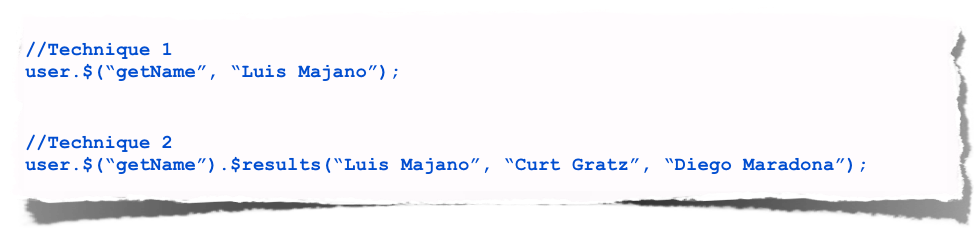 //Technique 1
user.$(“getName”, “Luis Majano”);
//Technique 2
user.$(“getName”).$results(“Luis Majano”, “Curt Gratz”, “Diego Maradona”);